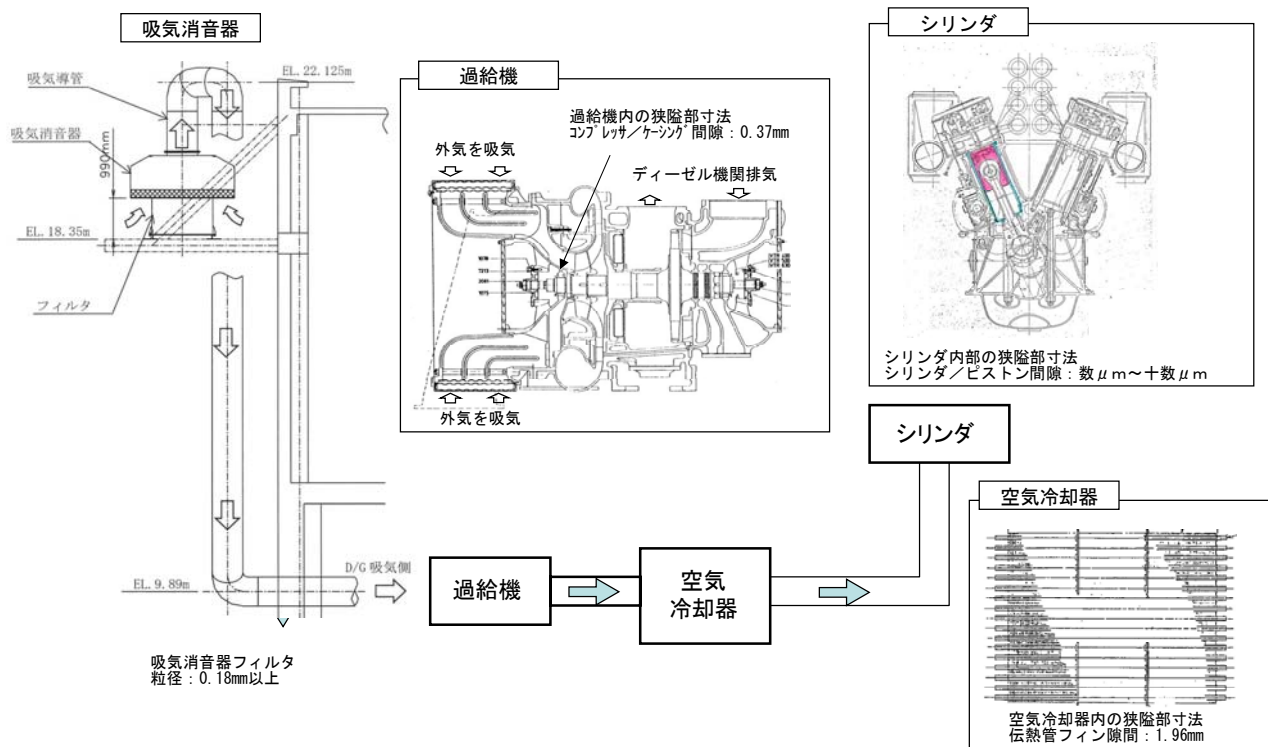 吸気消音器
吸気導管
EL.22.125m
吸気消音器
990mm
EL.18.35m
フィルタ
EL.9.89m
D/G 吸気側
吸気消音器フィルタ
粒径：0.18mm以上
過給機
過給機内の狭隘部寸法
コンプレッサ／ケーシング間隙：0.37mm
外気を吸気
ディーゼル機関排気
外気を吸気
シリンダ
シリンダ内部の狭隘部寸法
シリンダ／ピストン間隙：数μm～十数μm
シリンダ
過給機
空気
冷却器
空気冷却器
空気冷却器内の狭隘部寸法
伝熱管フィン隙間：1.96mm